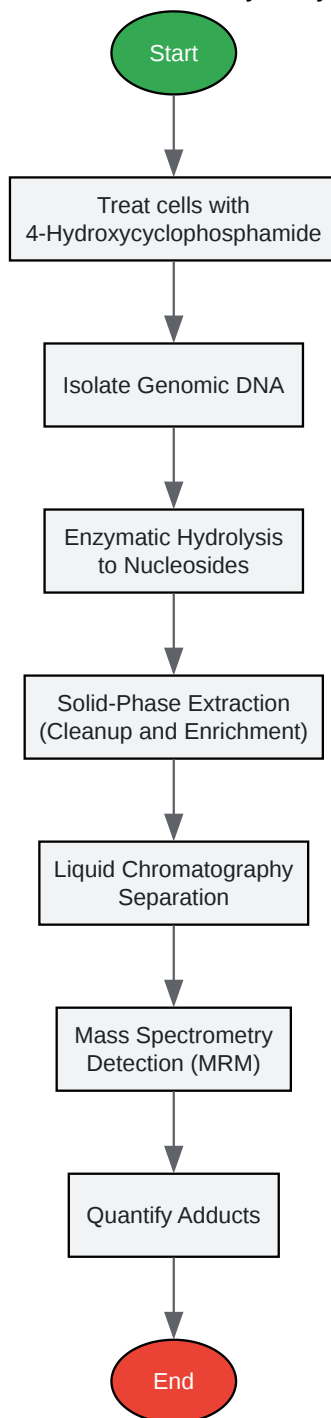 Start
Treat cells with
4-Hydroxycyclophosphamide
Isolate Genomic DNA
Enzymatic Hydrolysis
to Nucleosides
Solid-Phase Extraction
(Cleanup and Enrichment)
Liquid Chromatography
Separation
Mass Spectrometry
Detection (MRM)
Quantify Adducts
End